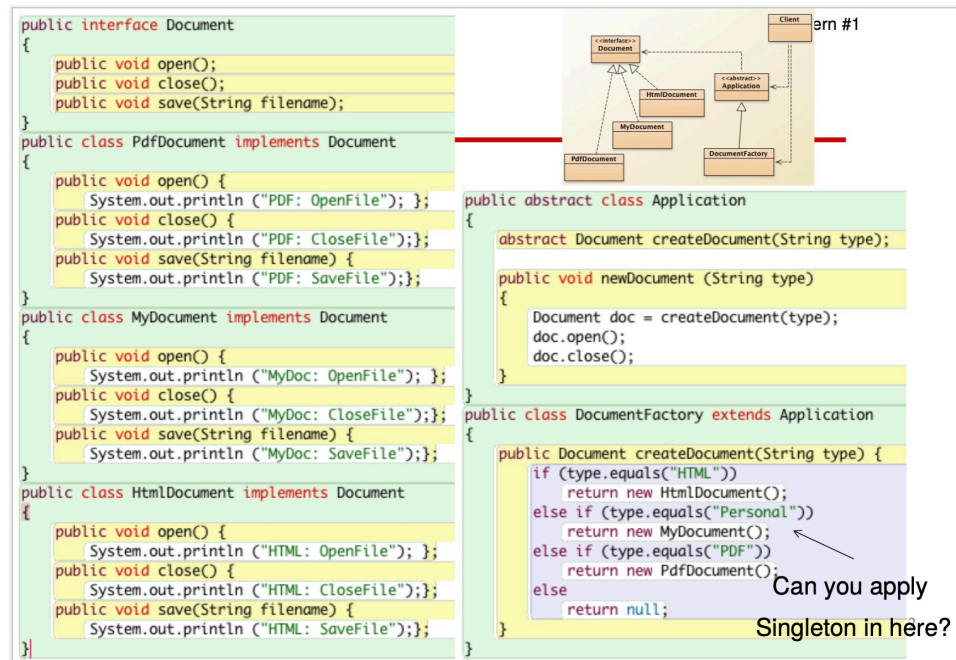 public interface Document
{
public void open();
public void close();
public void save(String filename);
}
public class PdfDocument implements Document
{
public void open() {
System.out.println ("PDF: OpenFile"); };
public void close() {
System.out.println ("PDF: CloseFile");};
public void save(String filename) {
System.out.println ("PDF: SaveFile");};
}
public class MyDocument implements Document
{
public void open() {
System.out.println ("MyDoc: OpenFile"); };
public void close() {
System.out.println ("MyDoc: CloseFile");};
public void save(String filename) {
System.out.println ("MyDoc: SaveFile");};
}
public class HtmlDocument implements Document
{
public void open() {
System.out.println ("HTML: OpenFile"); };
public void close() {
System.out.println ("HTML: CloseFile");};
public void save(String filename) {
System.out.println ("HTML: SaveFile");};
}
ern #1
Client
<<interface>>
Document
<<abstract>>
Application
HtmlDocument
MyDocument
PdfDocument
DocumentFactory
public abstract class Application
{
abstract Document createDocument(String type);
public void newDocument (String type)
{
Document doc = createDocument(type);
doc.open();
doc.close();
}
}
public class DocumentFactory extends Application
{
public Document createDocument(String type) {
if (type.equals("HTML"))
return new HtmlDocument();
else if (type.equals("Personal"))
return new MyDocument();
else if (type.equals("PDF"))
return new PdfDocument();
else
return null;
}
}
Can you apply
Singleton in here?